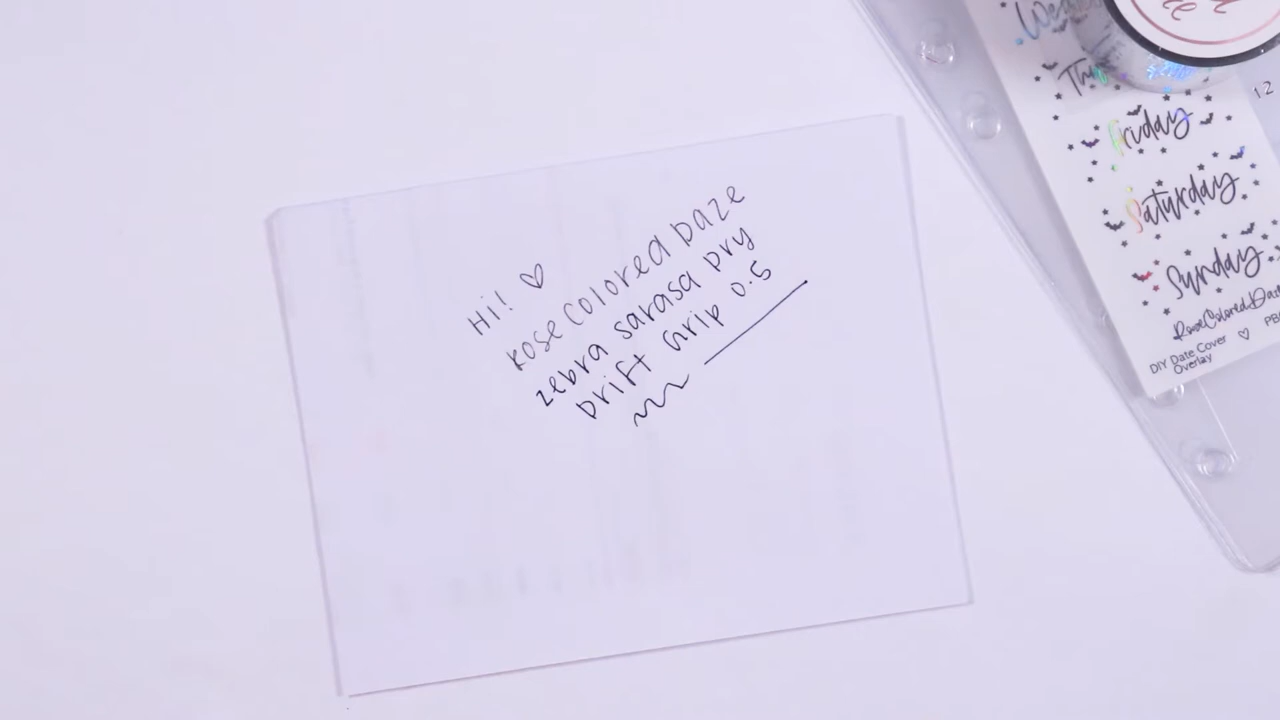 Hi! ♡
Rose colored Daze
zebra sarasa Dry
Drift Grip 0.5
Friday
Saturday
Sunday
DIY Date Cover
Overlay
12